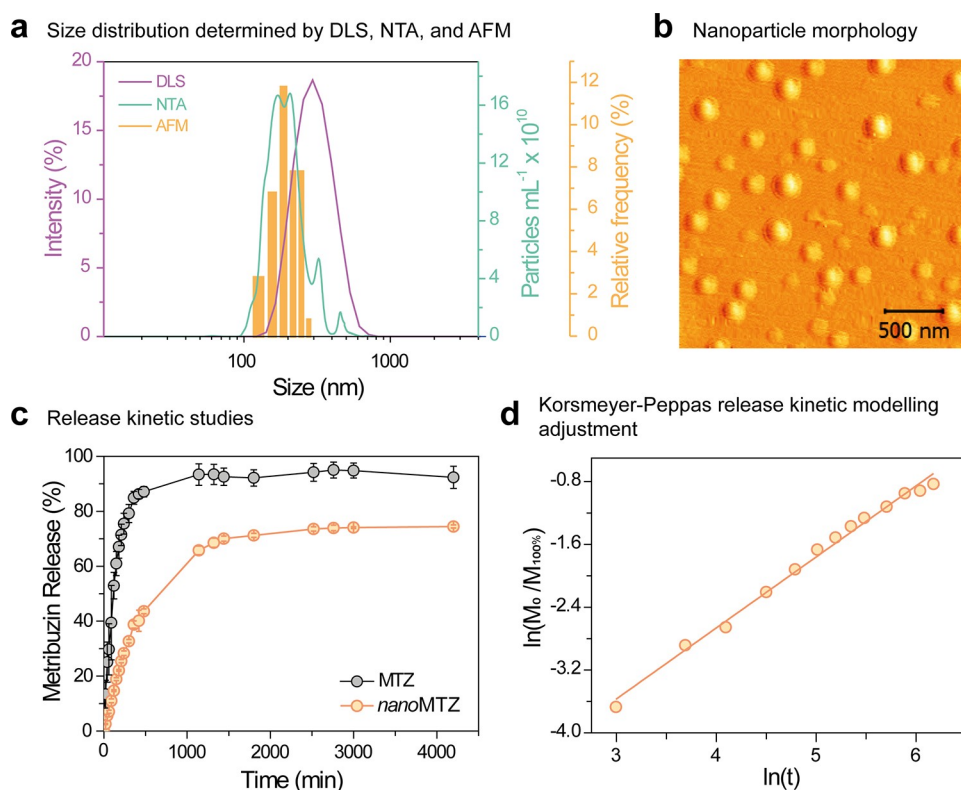 a Size distribution determined by DLS, NTA, and AFM
DLS
NTA
AFM
Intensity (%)
20
15
10
5
0
Particles mL⁻¹ x 10¹⁰
16
12
8
4
0
Relative frequency (%)
12
10
8
6
4
2
0
100
1000
Size (nm)
b Nanoparticle morphology
500 nm
c Release kinetic studies
Metribuzin Release (%)
100
80
60
40
20
0
MTZ
nanoMTZ
0
1000
2000
3000
4000
Time (min)
d Korsmeyer-Peppas release kinetic modelling
adjustment
ln(M₀/M₁₀₀%)
-0.8
-1.6
-2.4
-3.2
-4.0
3
4
5
6
ln(t)